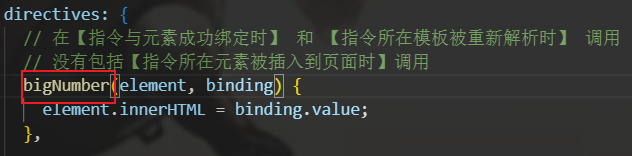 directives: {
// 在【指令与元素成功绑定时】 和 【指令所在模板被重新解析时】 调用
// 没有包括【指令所在元素被插入到页面时】调用
bigNumber(element, binding) {
element.innerHTML = binding.value;
},